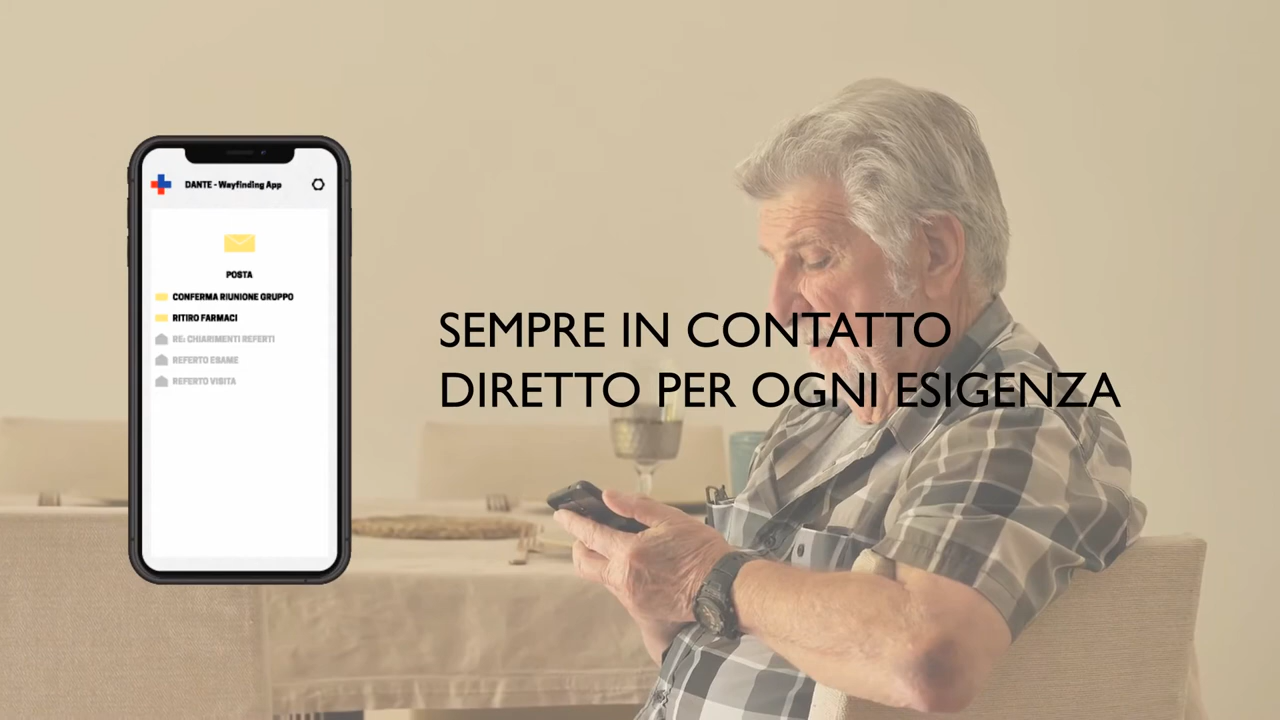 DANTE - Wayfinding App
POSTA
CONFERMA RIUNIONE GRUPPO
RITIRO FARMACI
RE: CHIARIMENTI REFERTI
REFERTO ESAME
REFERTO VISITA
SEMPRE IN CONTATTO
DIRETTO PER OGNI ESIGENZA